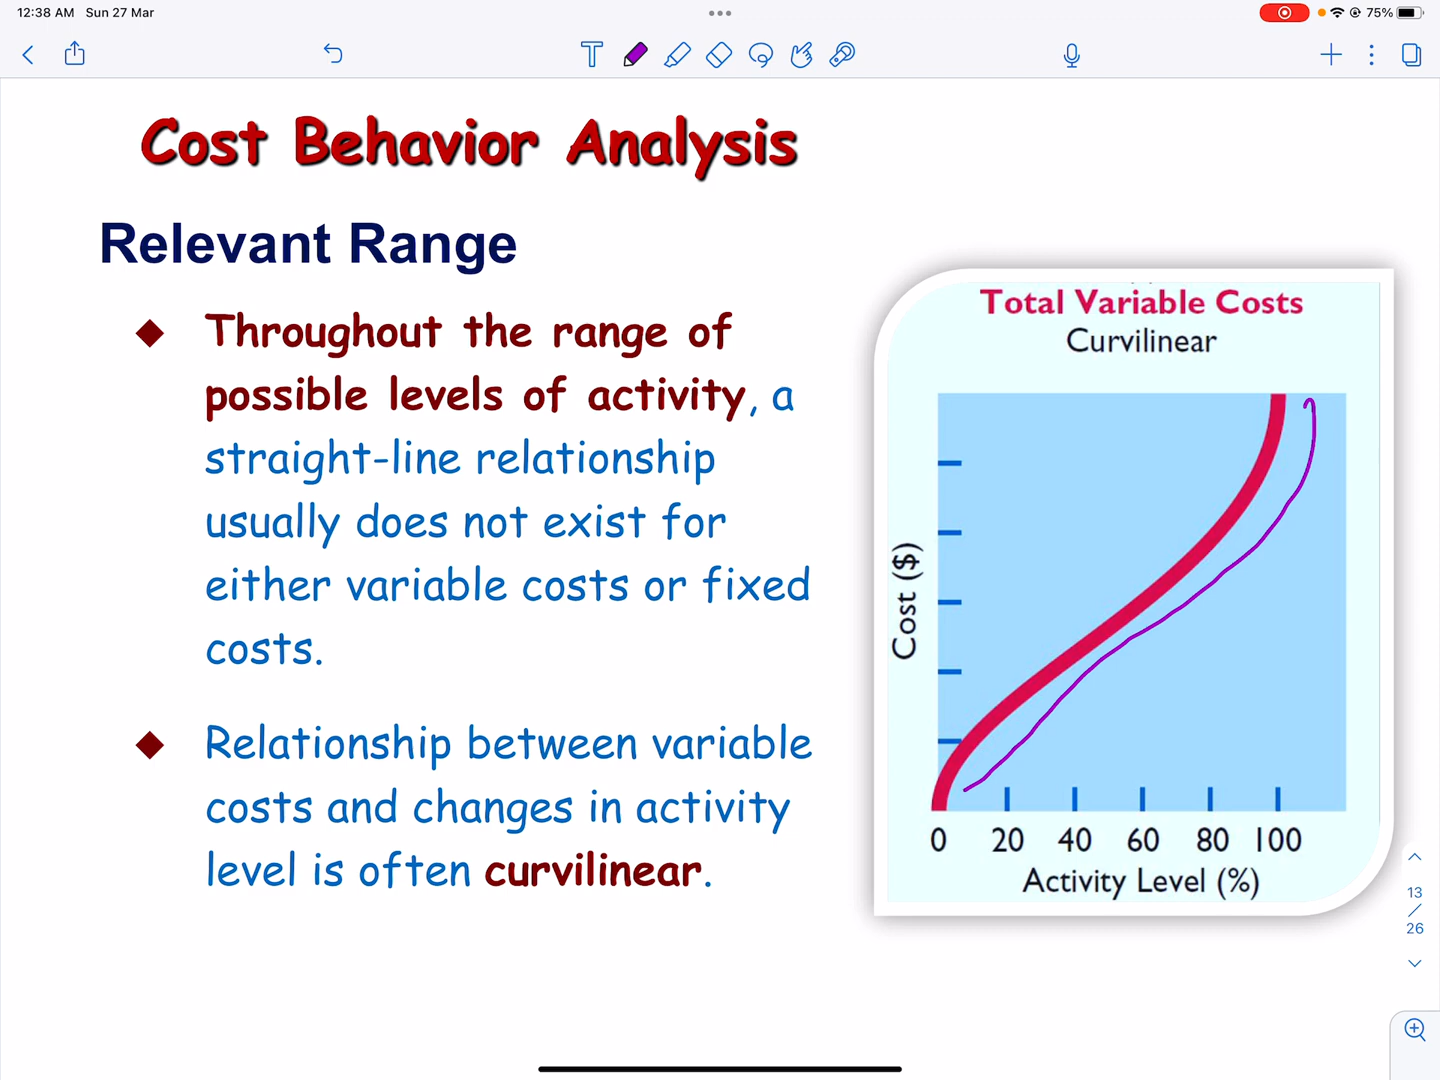 12:38 AM Sun 27 Mar
75%
Cost Behavior Analysis
Relevant Range
Throughout the range of
possible levels of activity, a
straight-line relationship
usually does not exist for
either variable costs or fixed
costs.
Relationship between variable
costs and changes in activity
level is often curvilinear.
Total Variable Costs
Curvilinear
Cost ($)
0 20 40 60 80 100
Activity Level (%)
13
/
26